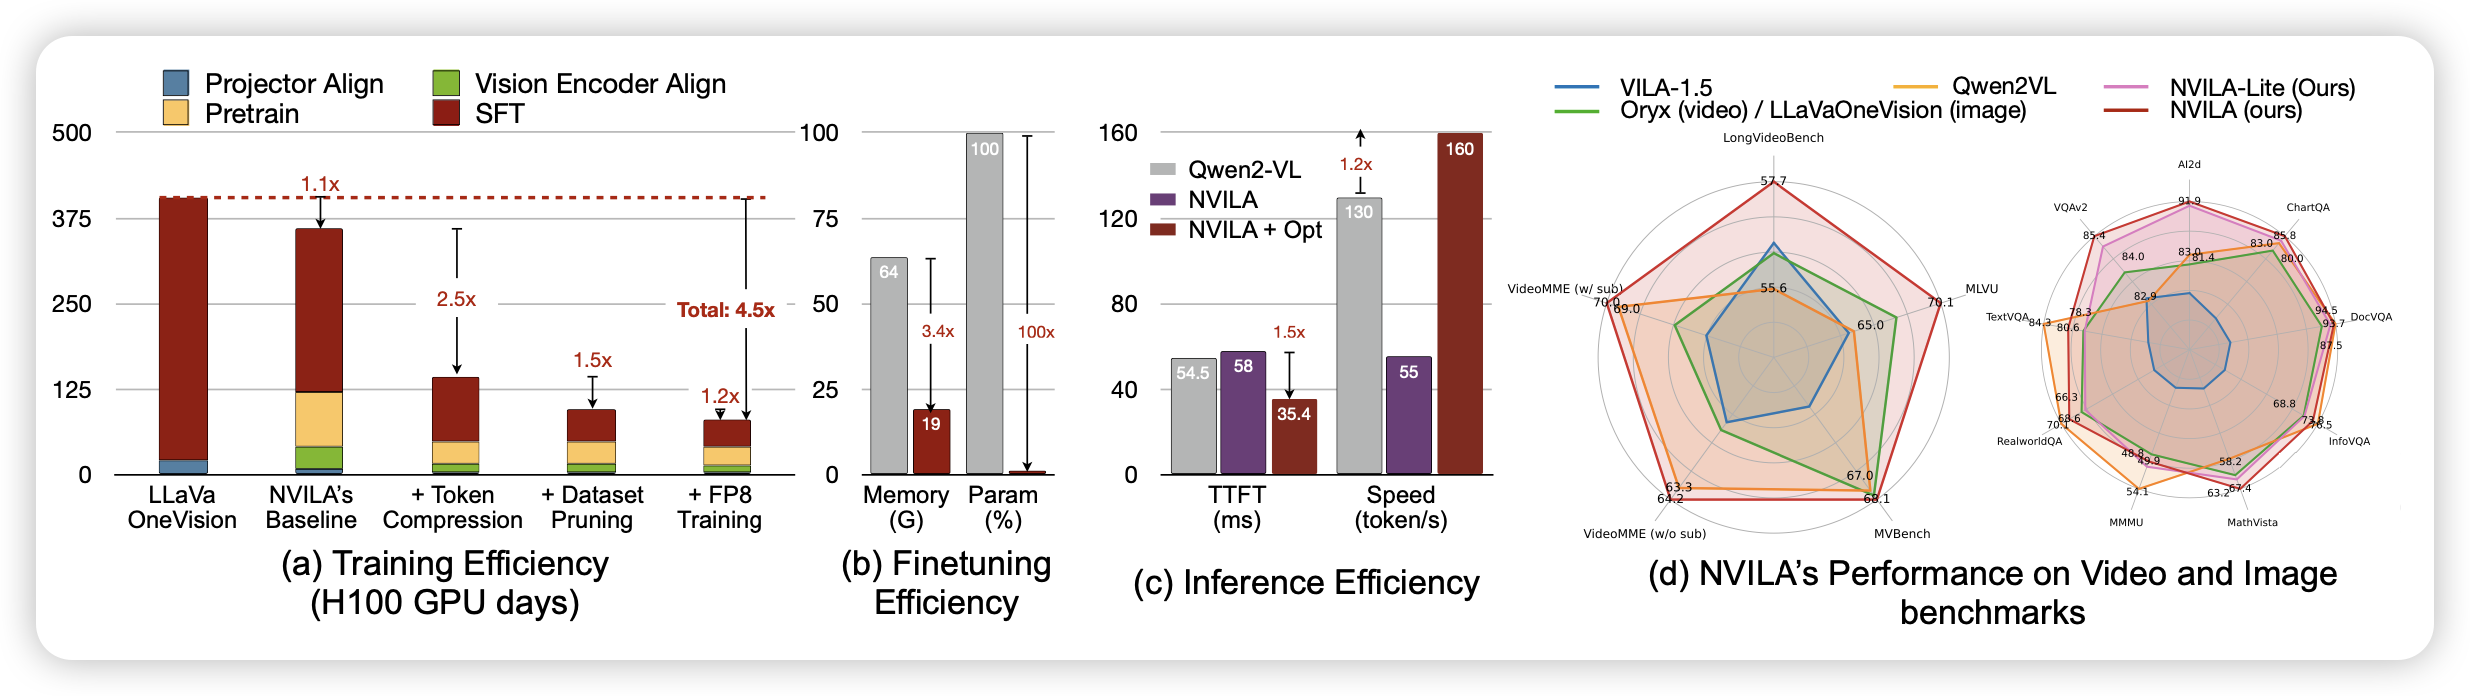 Projector Align
Vision Encoder Align
Pretrain
SFT
500
375
250
125
0
1.1x
2.5x
1.5x
1.2x
Total: 4.5x
LLaVa
OneVision
NVILA's
Baseline
+ Token
Compression
+ Dataset
Pruning
+ FP8
Training
(a) Training Efficiency
(H100 GPU days)
100
75
50
25
0
64
19
3.4x
100
100x
Memory
(G)
Param
(%)
(b) Finetuning
Efficiency
160
120
80
40
0
Qwen2-VL
NVILA
NVILA + Opt
54.5
58
35.4
1.5x
130
55
160
1.2x
TTFT
(ms)
Speed
(token/s)
(c) Inference Efficiency
VILA-1.5
Qwen2VL
NVILA-Lite (Ours)
Oryx (video) / LLaVaOneVision (image)
NVILA (ours)
LongVideoBench
57.7
55.6
MLVU
70.1
65.0
VideoMME (w/ sub)
70.0
69.0
67.0
68.1
63.3
64.2
VideoMME (w/o sub)
MVBench
AI2d
91.9
83.0
81.4
ChartQA
85.8
83.0
80.0
VQAv2
85.4
84.0
82.9
TextVQA
84.3
78.3
80.6
DocVQA
94.5
93.7
87.5
66.3
68.6
70.1
RealworldQA
68.8
73.8
76.5
InfoVQA
48.8
49.9
54.1
MMMU
58.2
63.2
67.4
MathVista
(d) NVILA's Performance on Video and Image
benchmarks